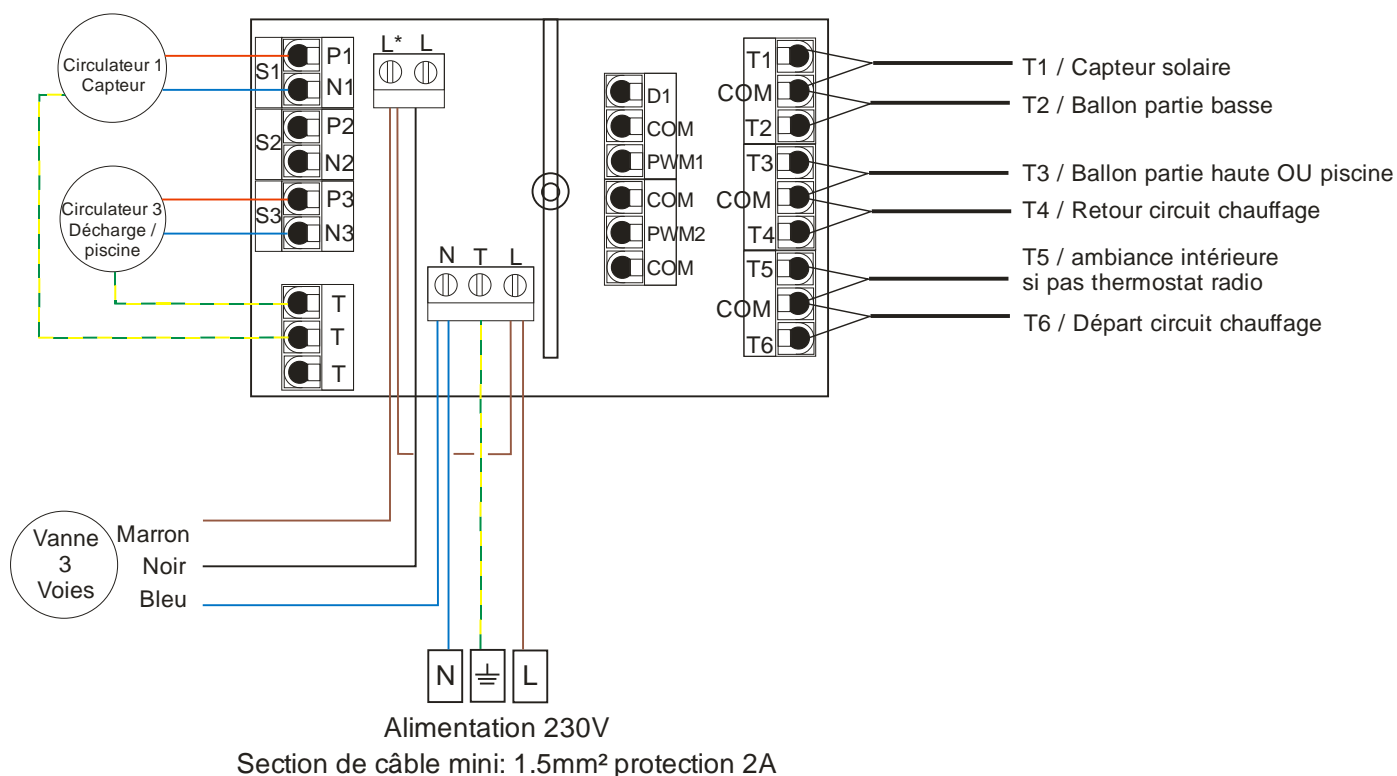 Circulateur 1
Capteur
S1
P1
N1
S2
P2
N2
Circulateur 3
Décharge /
piscine
S3
P3
N3
T
T
T
L* L
N T L
D1
COM
PWM1
COM
PWM2
COM
T1
COM
T2
T3
COM
T4
T5
COM
T6
T1 / Capteur solaire
T2 / Ballon partie basse
T3 / Ballon partie haute OU piscine
T4 / Retour circuit chauffage
T5 / ambiance intérieure
si pas thermostat radio
T6 / Départ circuit chauffage
Vanne
3
Voies
Marron
Noir
Bleu
N L
Alimentation 230V
Section de câble mini: 1.5mm² protection 2A